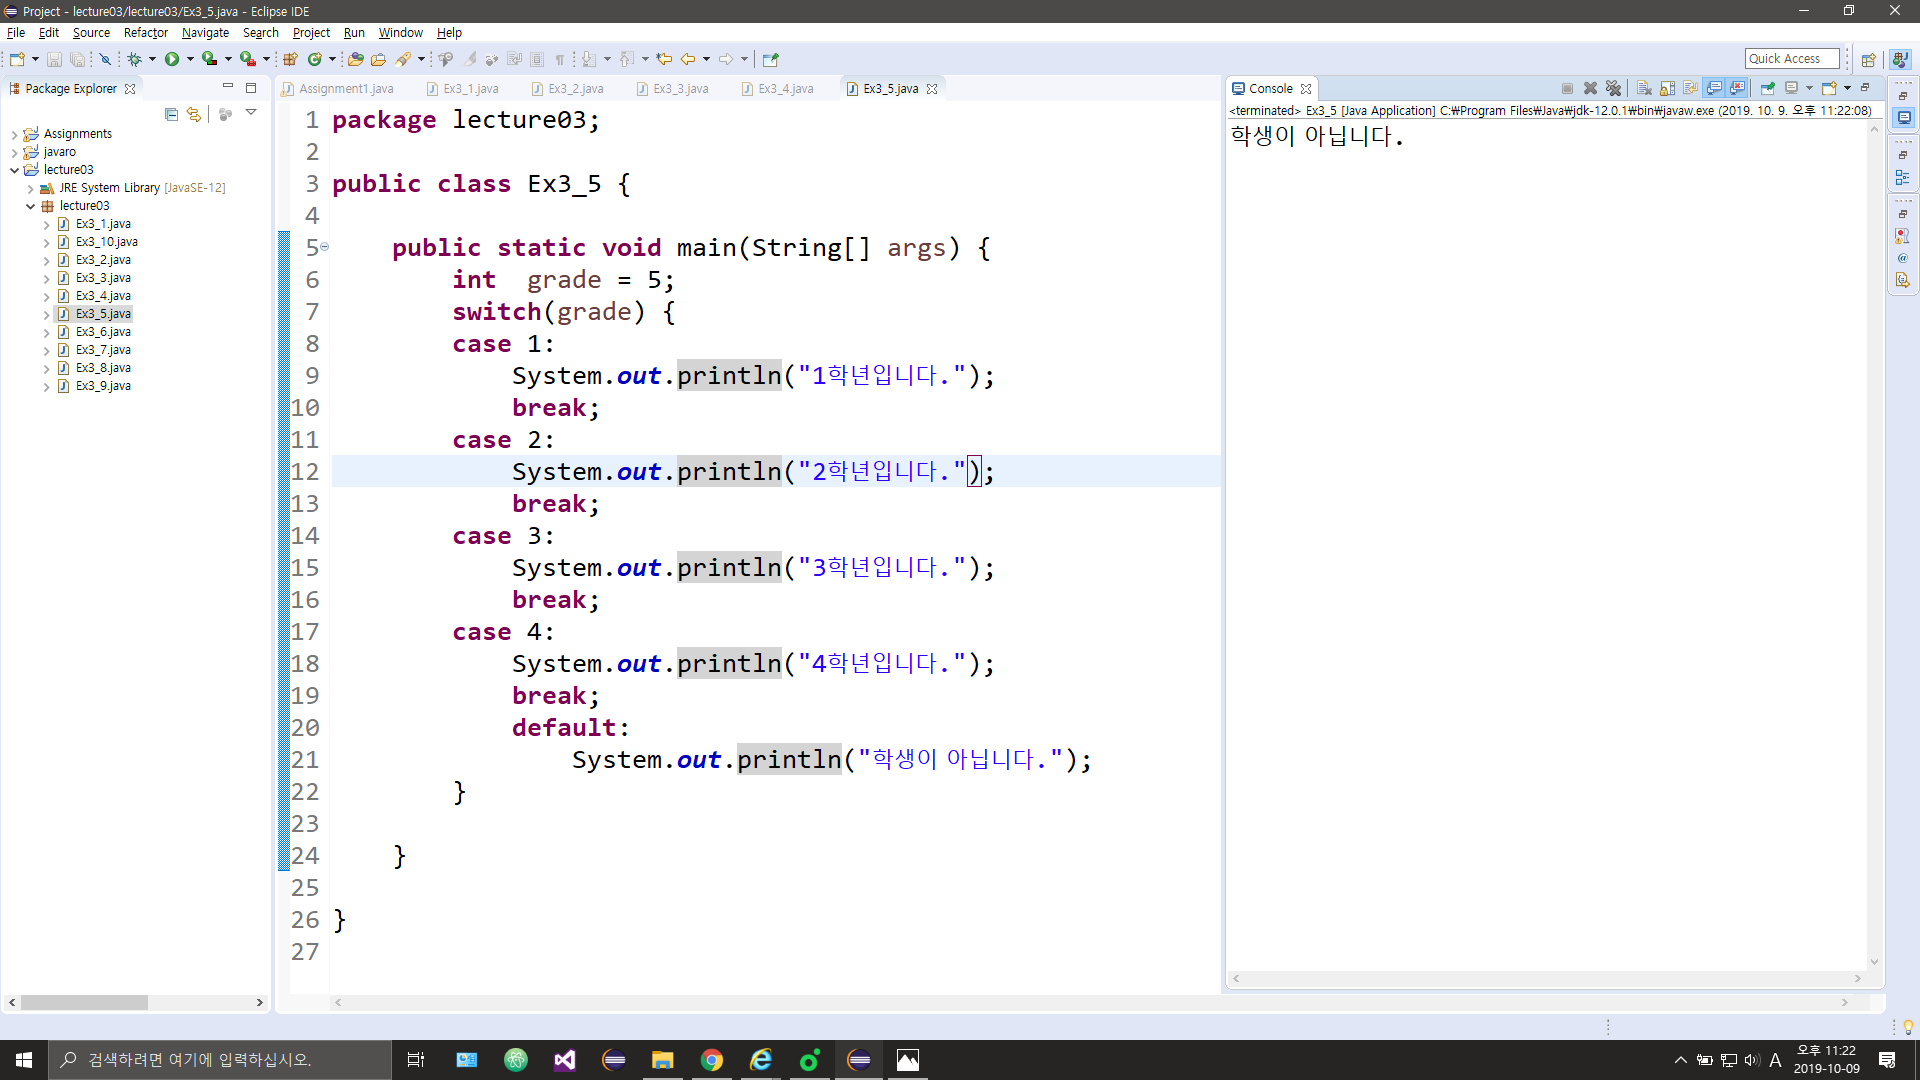 Project - lecture03/lecture03/Ex3_5.java - Eclipse IDE
File Edit Source Refactor Navigate Search Project Run Window Help
Quick Access
Package Explorer
Assignments
javaro
lecture03
JRE System Library [JavaSE-12]
lecture03
Ex3_1.java
Ex3_10.java
Ex3_2.java
Ex3_3.java
Ex3_4.java
Ex3_5.java
Ex3_6.java
Ex3_7.java
Ex3_8.java
Ex3_9.java
Assignment1.java Ex3_1.java Ex3_2.java Ex3_3.java Ex3_4.java Ex3_5.java
1 package lecture03;
2
3 public class Ex3_5 {
4
5 public static void main(String[] args) {
6 int  grade = 5;
7 switch(grade) {
8 case 1:
9 System.out.println("1학년입니다.");
10 break;
11 case 2:
12 System.out.println("2학년입니다.");
13 break;
14 case 3:
15 System.out.println("3학년입니다.");
16 break;
17 case 4:
18 System.out.println("4학년입니다.");
19 break;
20 default:
21 System.out.println("학생이 아닙니다.");
22 }
23
24 }
25
26 }
27
Console
<terminated> Ex3_5 [Java Application] C:₩Program Files₩Java₩jdk-12.0.1₩bin₩javaw.exe (2019. 10. 9. 오후 11:22:08)
학생이 아닙니다.
검색하려면 여기에 입력하십시오.
A
오후 11:22
2019-10-09